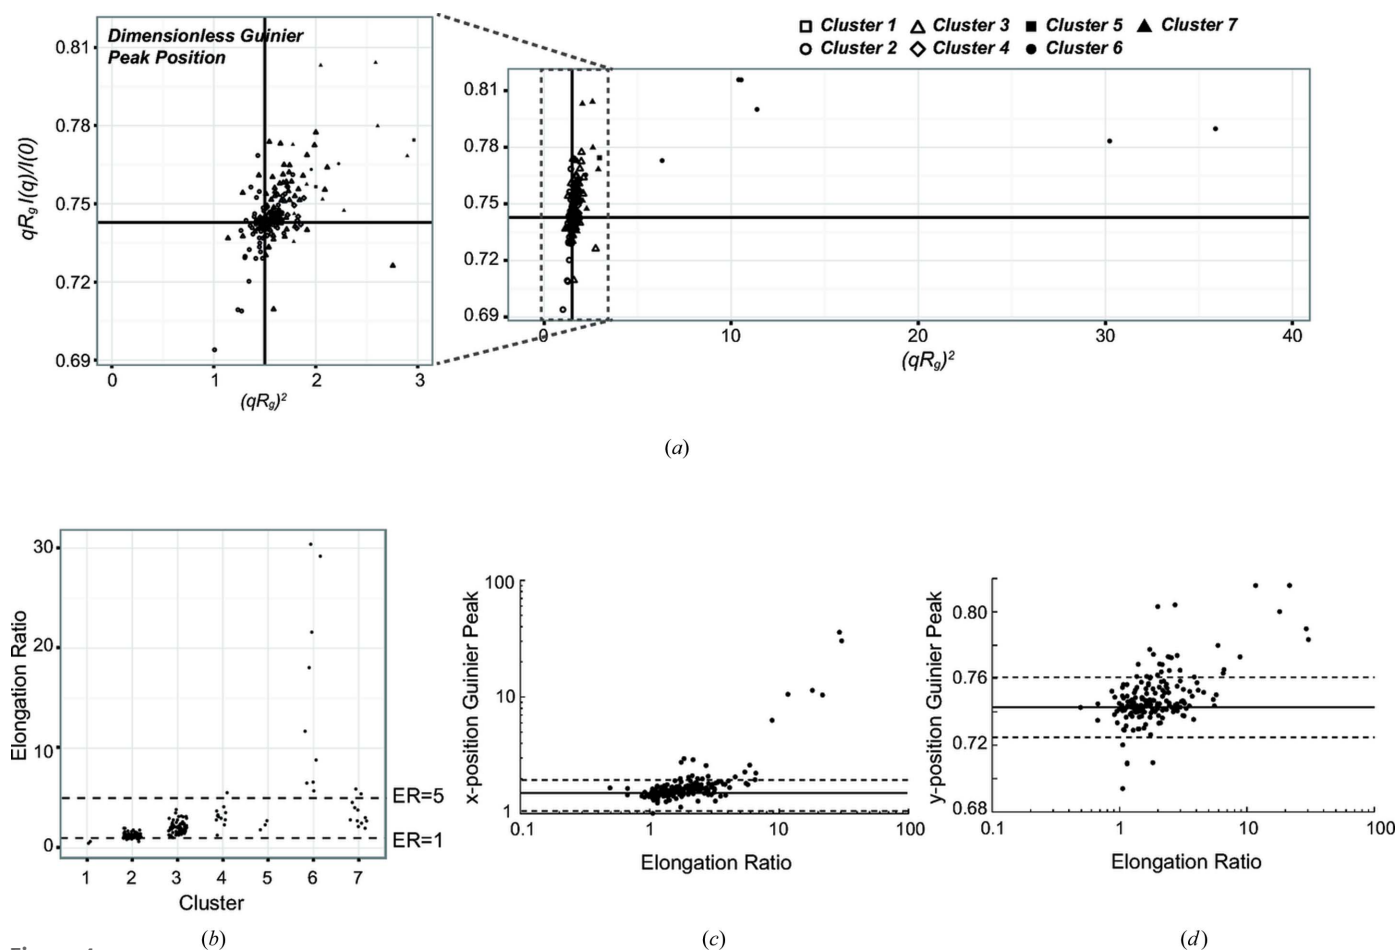 Dimensionless Guinier
Peak Position
qRg I(q)/I(0)
0.81
0.78
0.75
0.72
0.69
0 1 2 3
(qRg)²
Cluster 1 Cluster 3 Cluster 5 Cluster 7
Cluster 2 Cluster 4 Cluster 6
0.81
0.78
0.75
0.72
0.69
0 10 20 30 40
(qRg)²
(a)
Elongation Ratio
30
20
10
0
ER=5
ER=1
1 2 3 4 5 6 7
Cluster
(b)
x-position Guinier Peak
100
10
1
0.1 1 10 100
Elongation Ratio
(c)
y-position Guinier Peak
0.80
0.76
0.72
0.68
0.1 1 10 100
Elongation Ratio
(d)